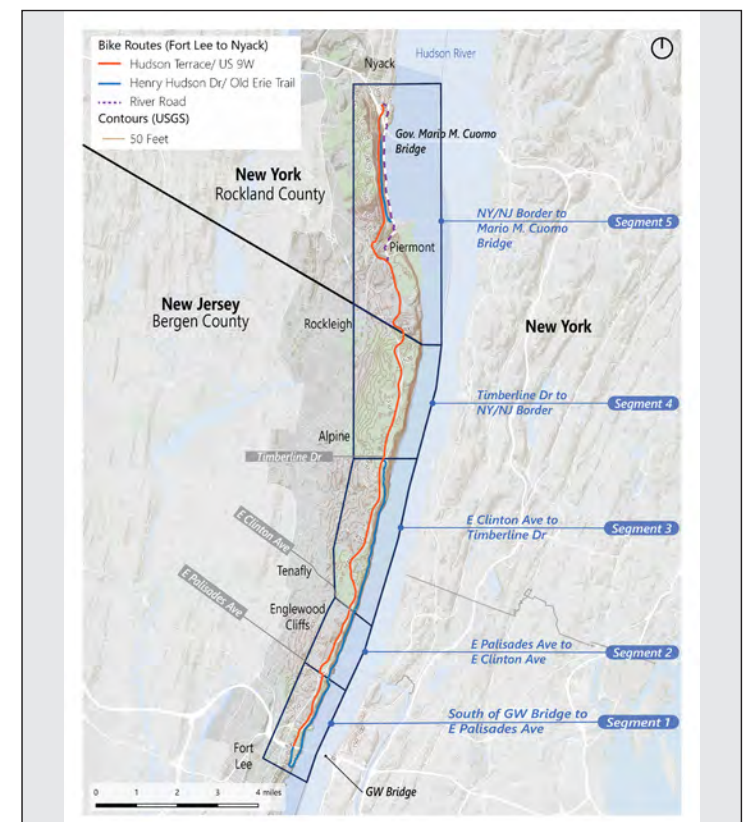 Bike Routes (Fort Lee to Nyack)
Hudson Terrace/ US 9W
Henry Hudson Dr/ Old Erie Trail
River Road
Contours (USGS)
50 Feet
Hudson River
Nyack
Gov. Mario M. Cuomo
Bridge
New York
Rockland County
NY/NJ Border to
Mario M. Cuomo
Bridge
Segment 5
Piermont
New Jersey
Bergen County
Rockleigh
New York
Timberline Dr to
NY/NJ Border
Segment 4
Alpine
Timberline Dr
E Clinton Ave
E Clinton Ave to
Timberline Dr
Segment 3
Tenafly
E Palisades Ave
Englewood
Cliffs
E Palisades Ave to
E Clinton Ave
Segment 2
South of GW Bridge to
E Palisades Ave
Segment 1
Fort
Lee
GW Bridge
0 1 2 3 4 miles